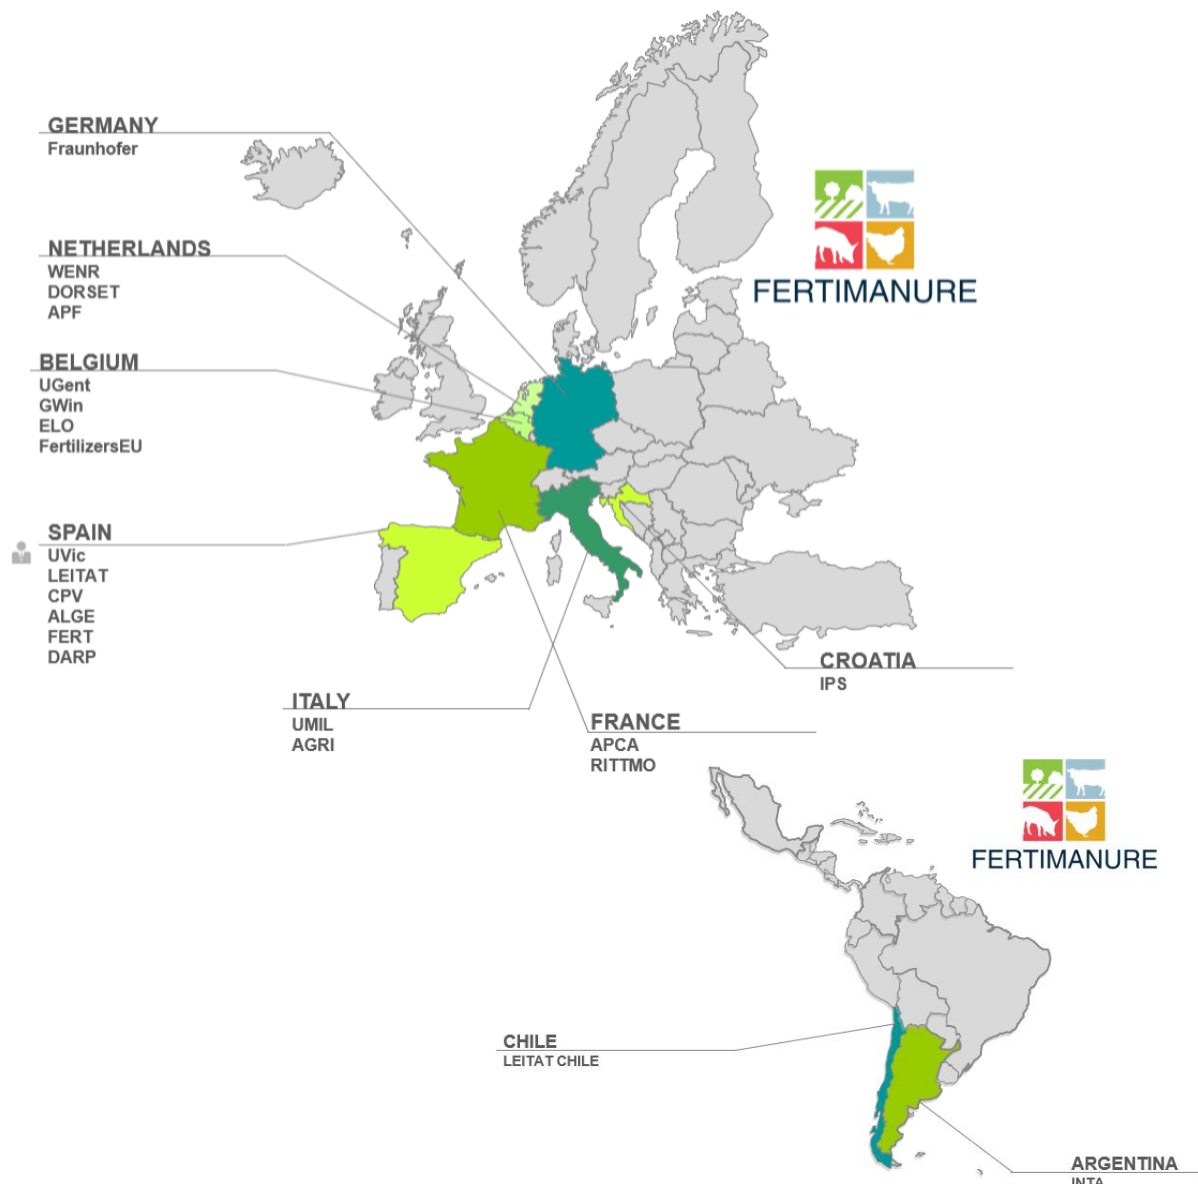 GERMANY
Fraunhofer
NETHERLANDS
WENR
DORSET
APF
FERTIMANURE
BELGIUM
UGent
GWin
ELO
FertilizersEU
SPAIN
UVic
LEITAT
CPV
ALGE
FERT
DARP
CROATIA
IPS
ITALY
UMIL
AGRI
FRANCE
APCA
RITTMO
FERTIMANURE
CHILE
LEITAT CHILE
ARGENTINA
INTA